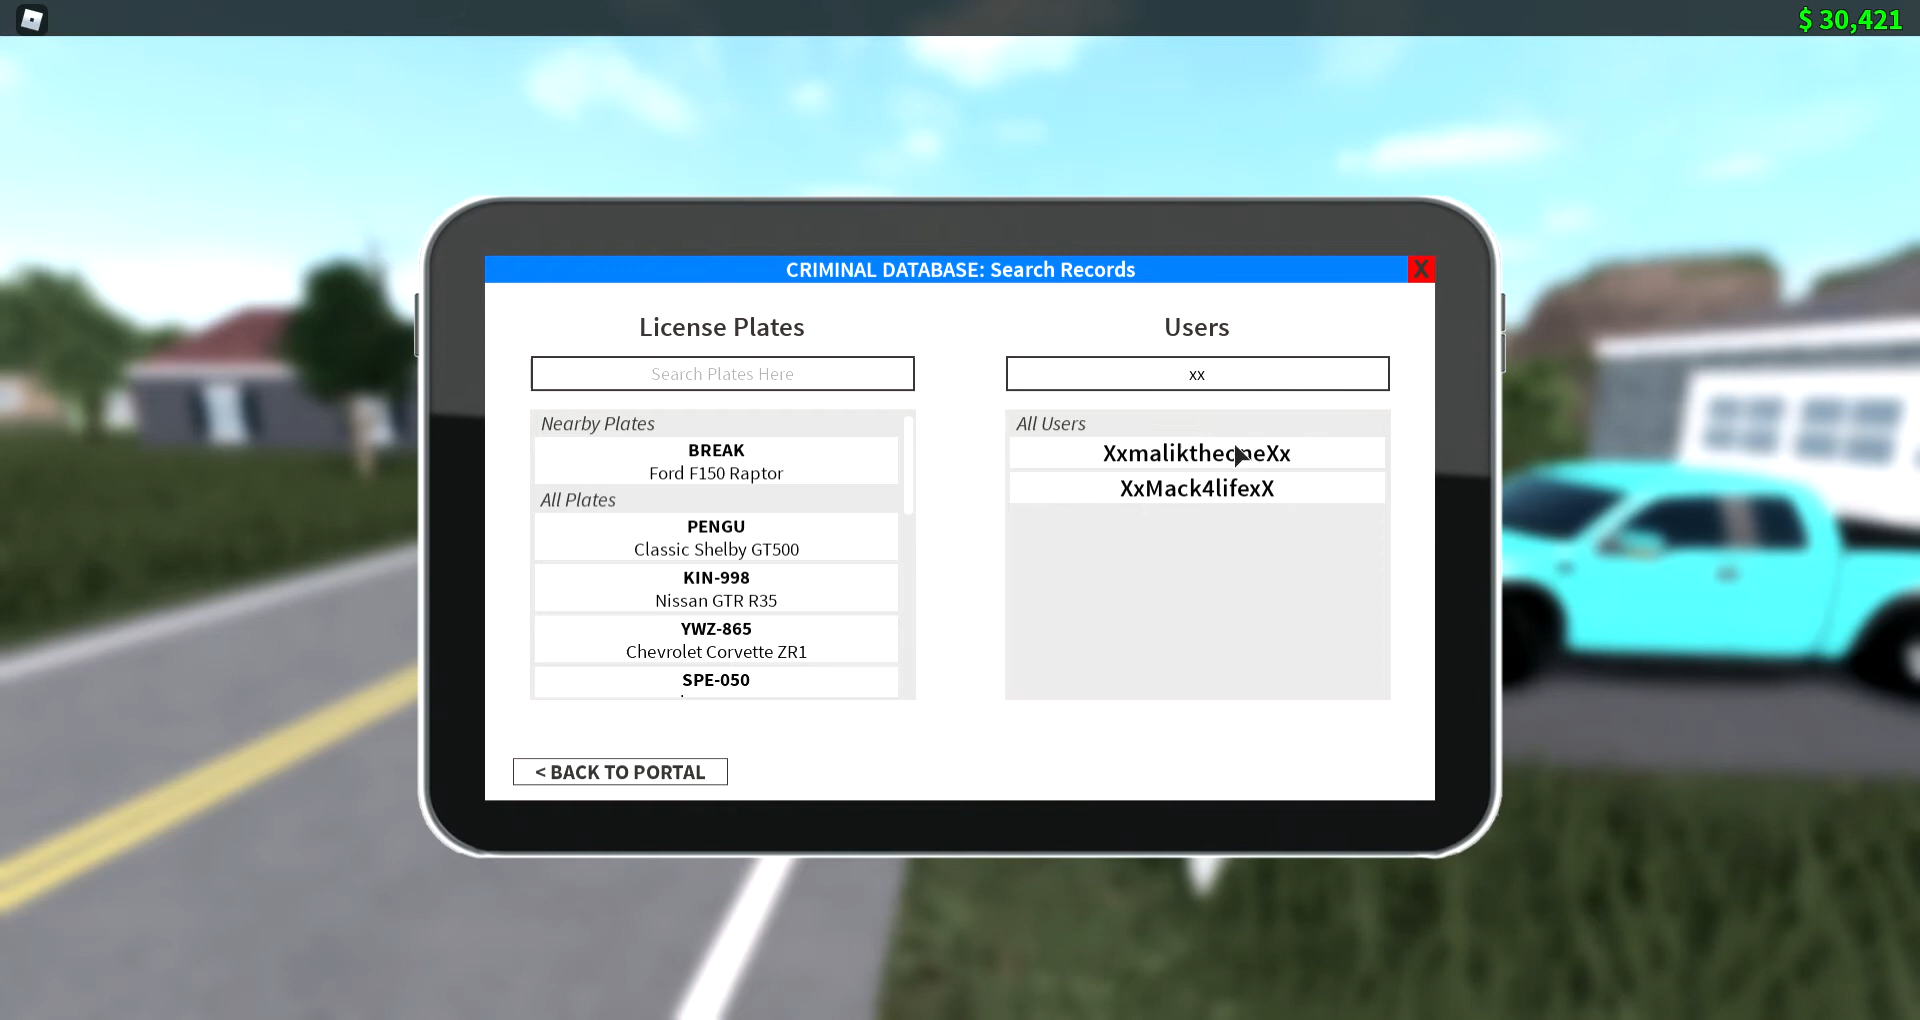 $ 30,421
CRIMINAL DATABASE: Search Records
X
License Plates
Search Plates Here
Nearby Plates
BREAK
Ford F150 Raptor
All Plates
PENGU
Classic Shelby GT500
KIN-998
Nissan GTR R35
YWZ-865
Chevrolet Corvette ZR1
SPE-050
Users
xx
All Users
XxMack4lifexX
< BACK TO PORTAL